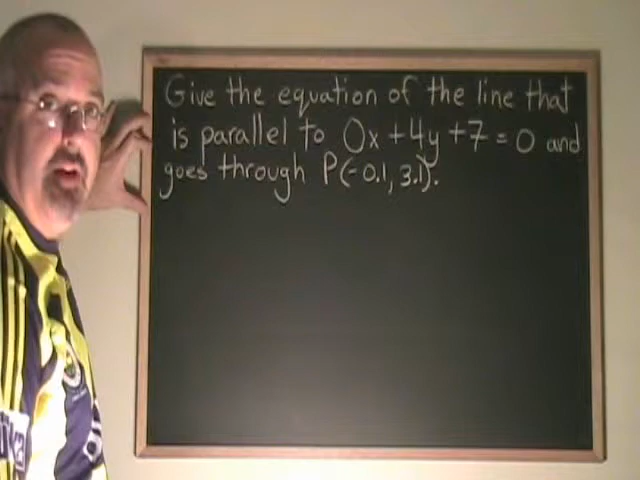 Give the equation of the line that
is parallel to 0x + 4y + 7 = 0 and
goes through P(-0.1, 3.1).